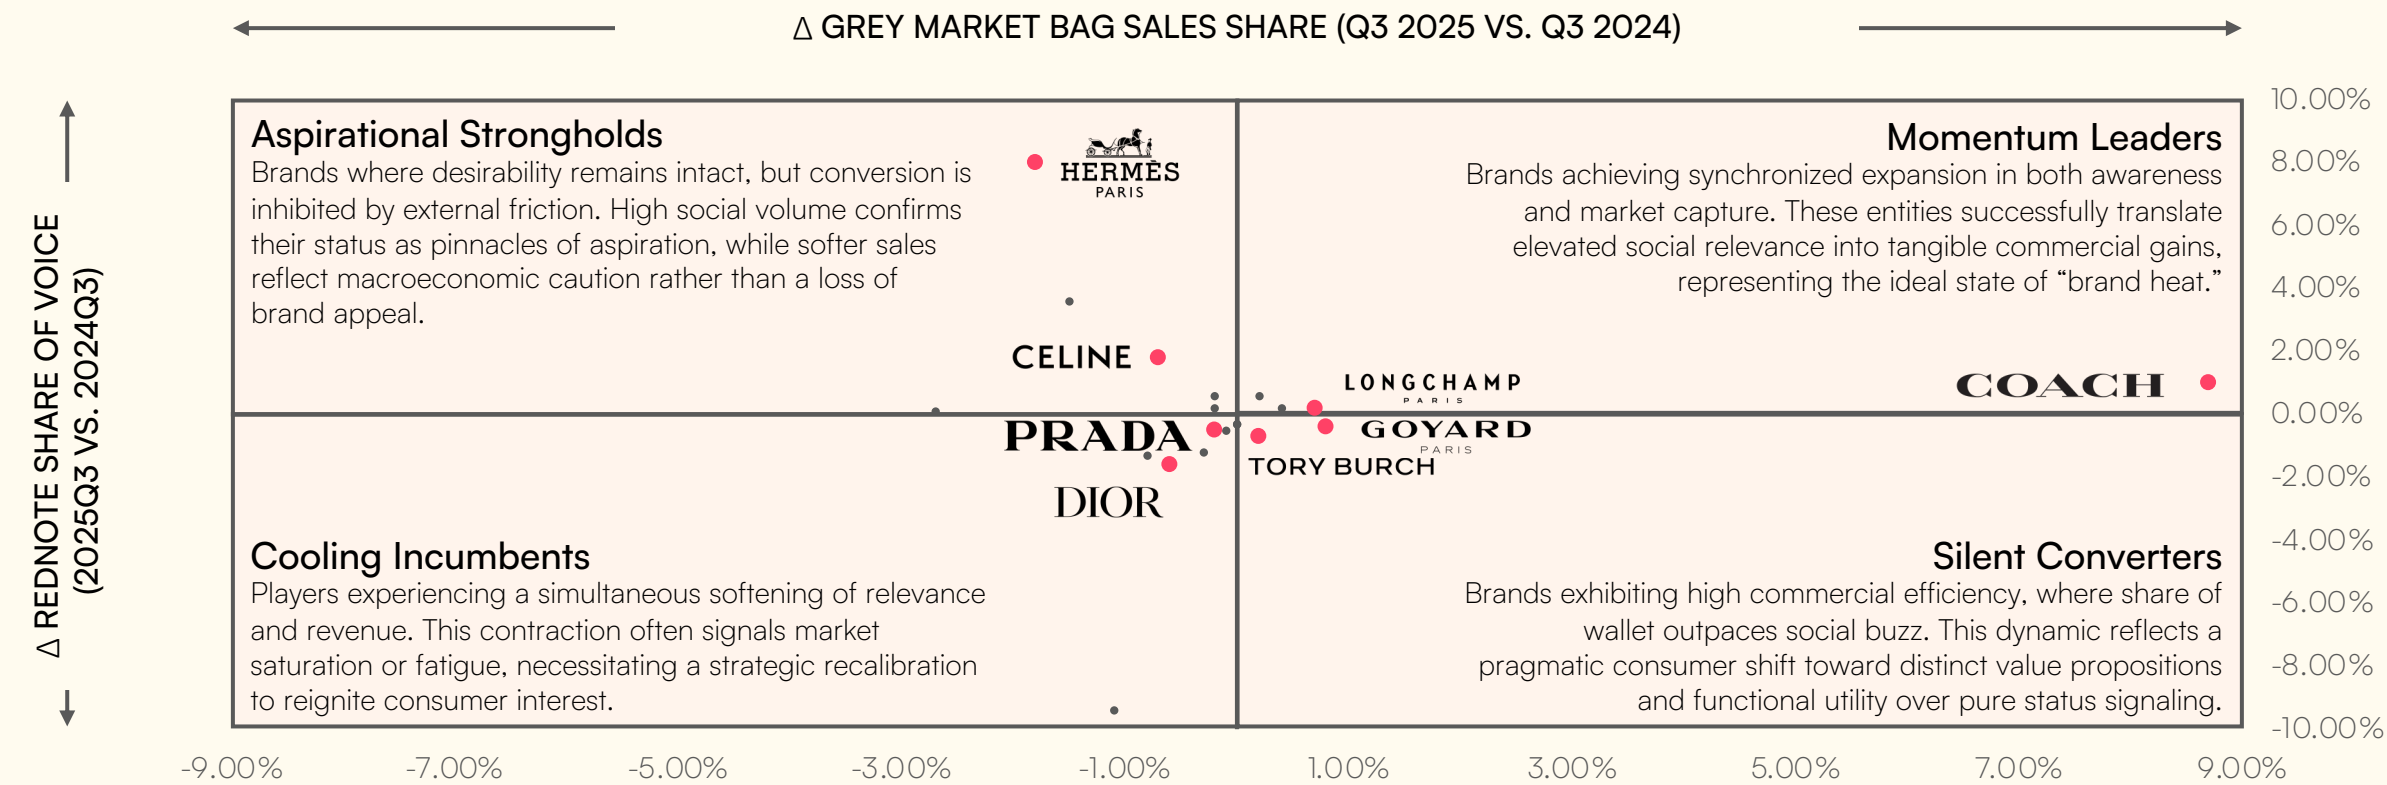 Δ GREY MARKET BAG SALES SHARE (Q3 2025 VS. Q3 2024)
Δ REDNOTE SHARE OF VOICE
(2025Q3 VS. 2024Q3)
Aspirational Strongholds
Brands where desirability remains intact, but conversion is
inhibited by external friction. High social volume confirms
their status as pinnacles of aspiration, while softer sales
reflect macroeconomic caution rather than a loss of
brand appeal.
HERMÈS
PARIS
CELINE
Momentum Leaders
Brands achieving synchronized expansion in both awareness
and market capture. These entities successfully translate
elevated social relevance into tangible commercial gains,
representing the ideal state of “brand heat.”
LONGCHAMP
PARIS
COACH
PRADA
DIOR
GOYARD
PARIS
TORY BURCH
Cooling Incumbents
Players experiencing a simultaneous softening of relevance
and revenue. This contraction often signals market
saturation or fatigue, necessitating a strategic recalibration
to reignite consumer interest.
Silent Converters
Brands exhibiting high commercial efficiency, where share of
wallet outpaces social buzz. This dynamic reflects a
pragmatic consumer shift toward distinct value propositions
and functional utility over pure status signaling.
10.00%
8.00%
6.00%
4.00%
2.00%
0.00%
-2.00%
-4.00%
-6.00%
-8.00%
-10.00%
-9.00%
-7.00%
-5.00%
-3.00%
-1.00%
1.00%
3.00%
5.00%
7.00%
9.00%